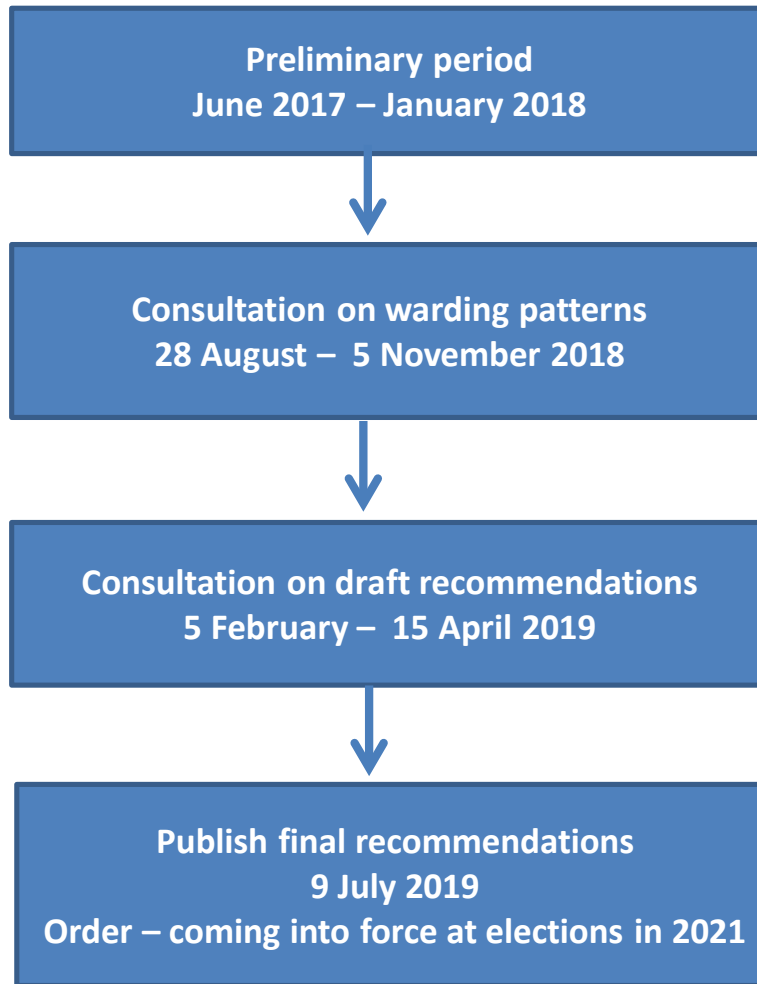 Preliminary period
June 2017 – January 2018
Consultation on warding patterns
28 August – 5 November 2018
Consultation on draft recommendations
5 February – 15 April 2019
Publish final recommendations
9 July 2019
Order – coming into force at elections in 2021